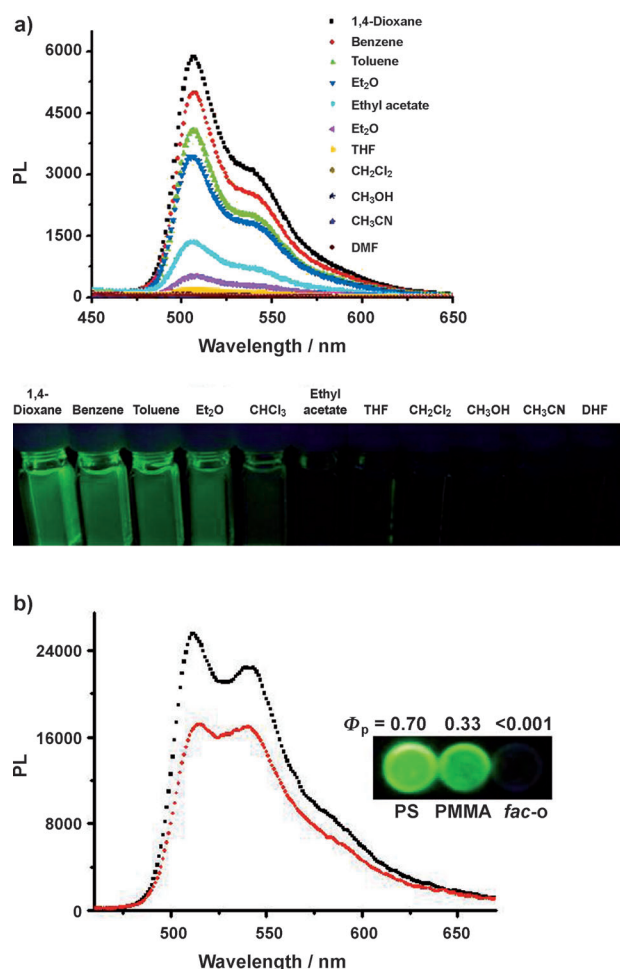 a)
6000
4500
3000
1500
0
PL
450 500 550 600 650
Wavelength / nm
1,4-Dioxane
Benzene
Toluene
Et₂O
Ethyl acetate
Et₂O
THF
CH₂Cl₂
CH₃OH
CH₃CN
DMF
1,4-
Dioxane Benzene Toluene Et₂O CHCl₃ Ethyl
acetate THF CH₂Cl₂ CH₃OH CH₃CN DHF
b)
24000
16000
8000
0
PL
500 550 600 650
Wavelength / nm
Φp = 0.70 0.33 <0.001
PS PMMA fac-o